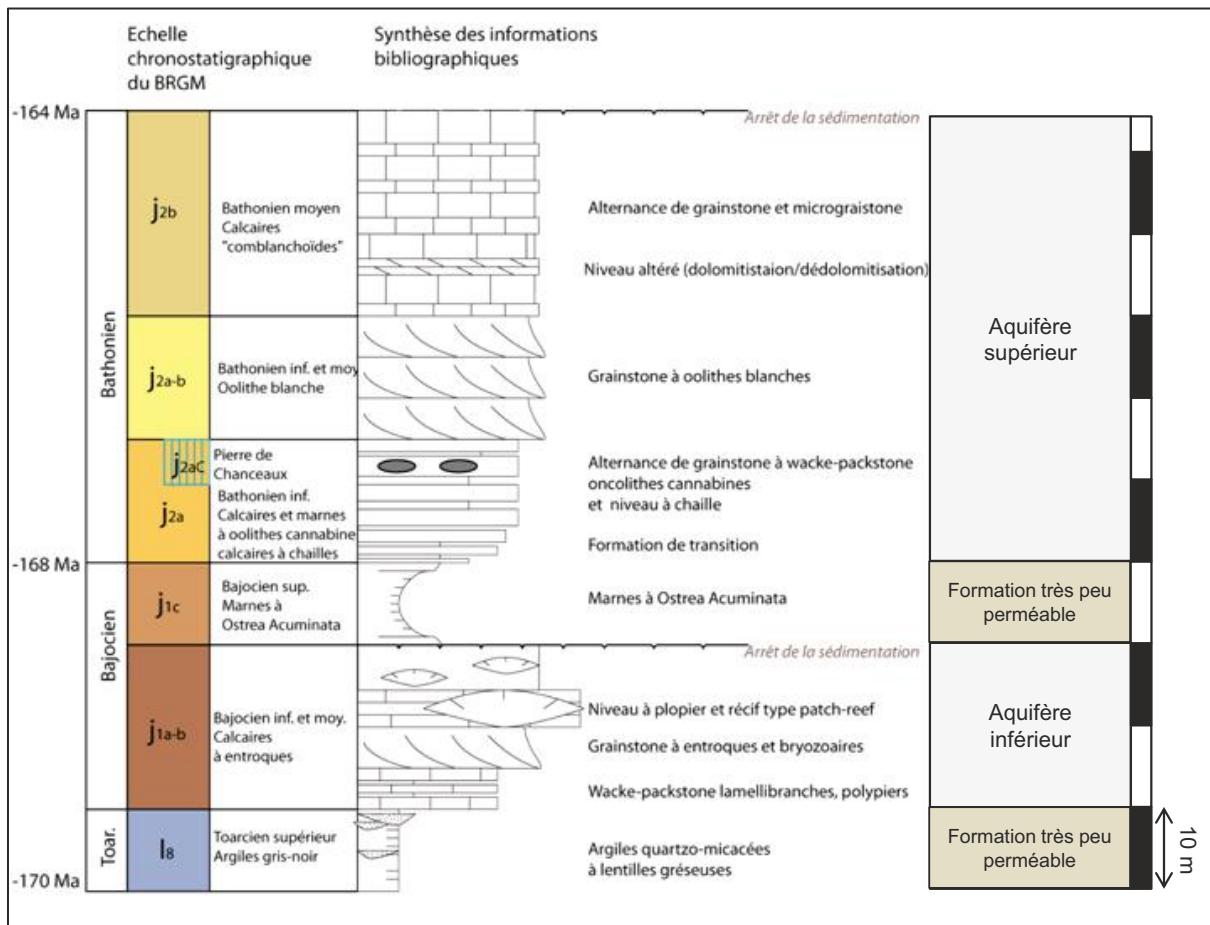 Echelle
chronostatigraphique
du BRGM
Synthèse des informations
bibliographiques
-164 Ma
Arrêt de la sédimentation
Bathonien
j2b
Bathonien moyen
Calcaires
"comblanchoïdes"
Alternance de grainstone et micrograistone
Niveau altéré (dolomitistaion/dédolomitisation)
Aquifère
supérieur
j2a-b
Bathonien inf. et moy
Oolithe blanche
Grainstone à oolithes blanches
j2aC
Pierre de
Chanceaux
Alternance de grainstone à wacke-packstone
oncolithes cannabines
et niveau à chaille
j2a
Bathonien inf.
Calcaires et marnes
à oolithes cannabine
calcaires à chailles
Formation de transition
-168 Ma
Bajocien
j1c
Bajocien sup.
Marnes à
Ostrea Acuminata
Marnes à Ostrea Acuminata
Formation très peu
perméable
Arrêt de la sédimentation
j1a-b
Bajocien inf. et moy.
Calcaires
à entroques
Niveau à plopier et récif type patch-reef
Grainstone à entroques et bryozoaires
Wacke-packstone lamellibranches, polypiers
Aquifère
inférieur
Toar.
l8
Toarcien supérieur
Argiles gris-noir
Argiles quartzo-micacées
à lentilles gréseuses
Formation très peu
perméable
10 m
-170 Ma